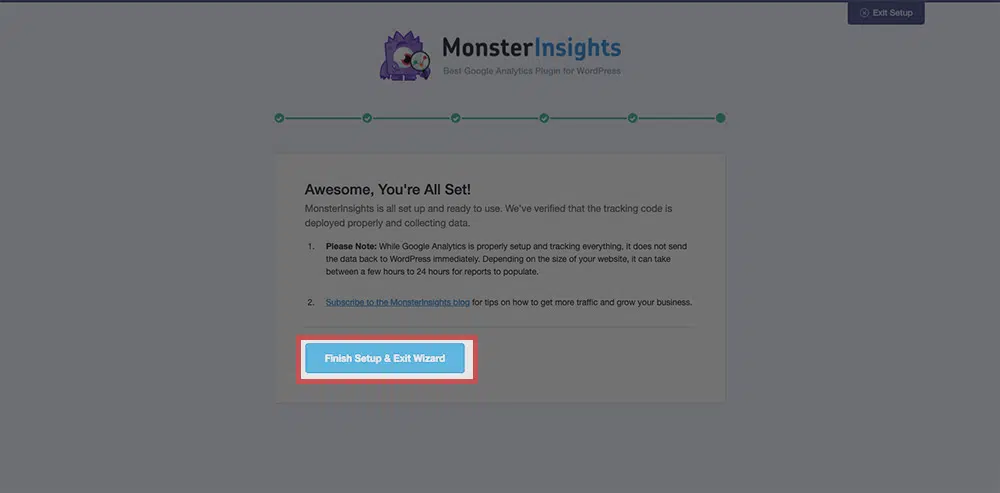 Exit Setup
MonsterInsights
Best Google Analytics Plugin for WordPress
Awesome, You're All Set!
MonsterInsights is all set up and ready to use. We've verified that the tracking code is
deployed properly and collecting data.
1. Please Note: While Google Analytics is properly setup and tracking everything, it does not send
the data back to WordPress immediately. Depending on the size of your website, it can take
between a few hours to 24 hours for reports to populate.
2. Subscribe to the MonsterInsights blog for tips on how to get more traffic and grow your business.
Finish Setup & Exit Wizard